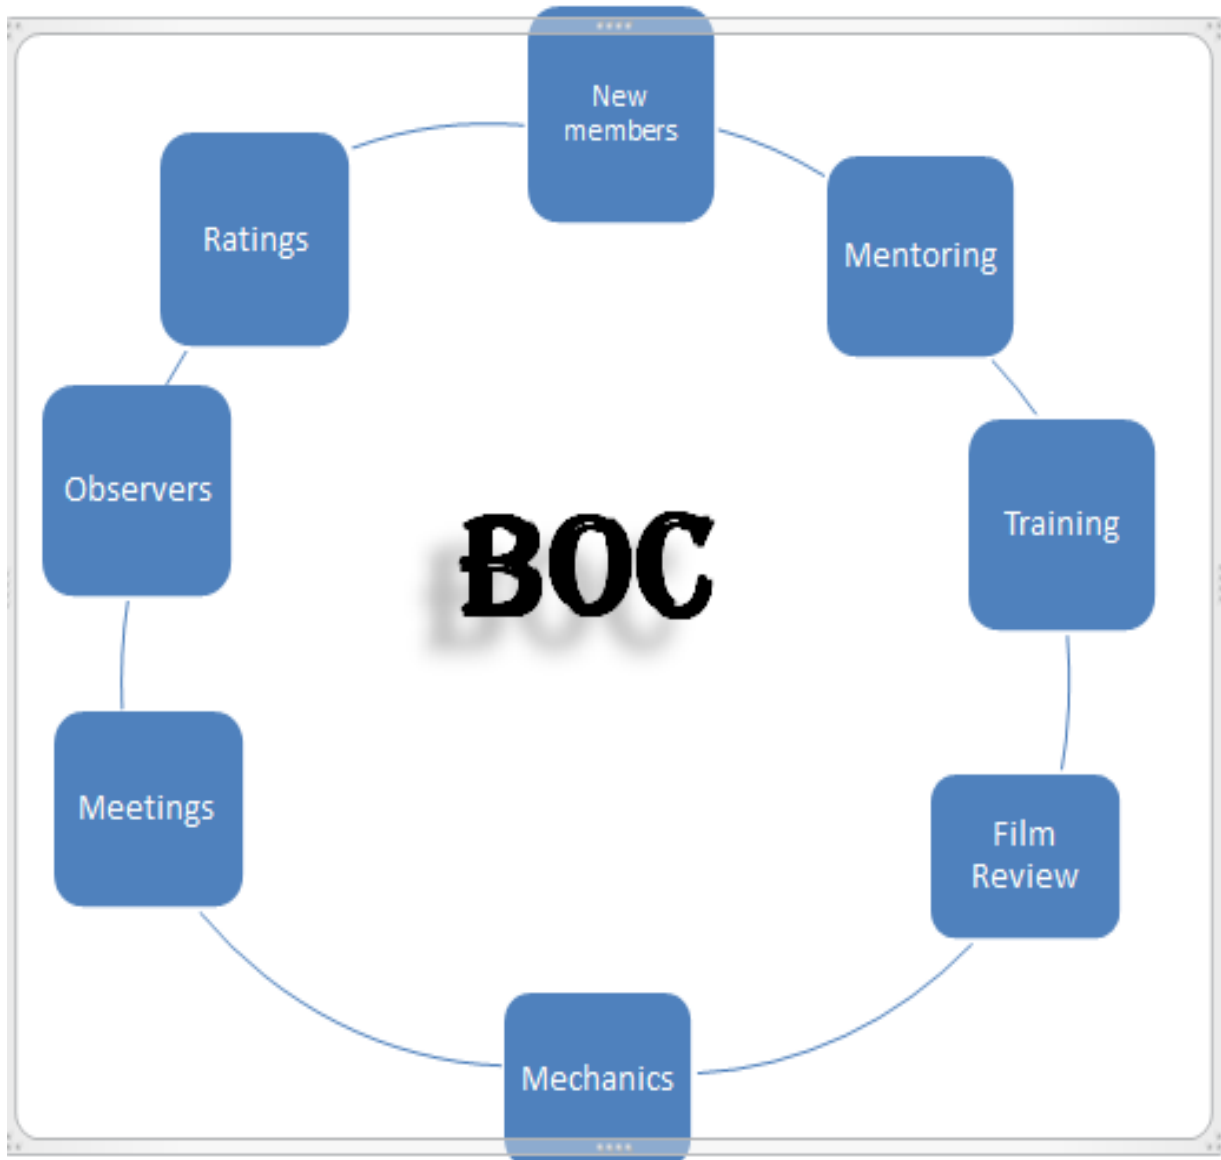 New
members
Mentoring
Training
Film
Review
Mechanics
Meetings
Observers
Ratings
BOC